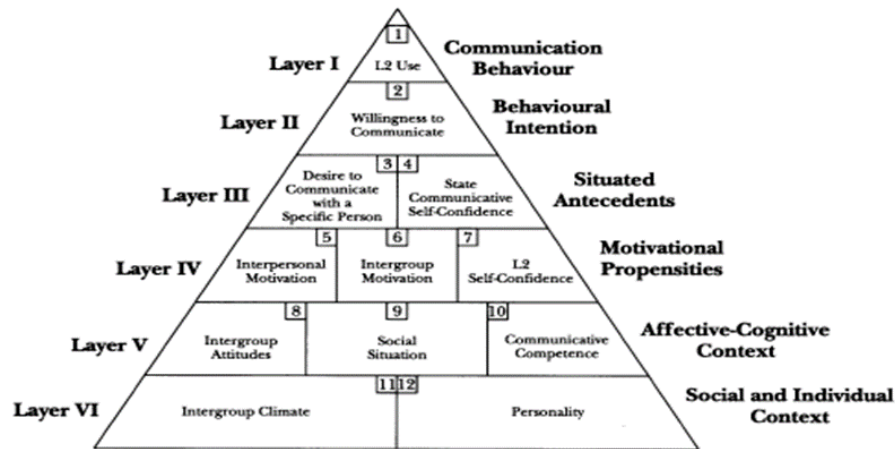 1
Layer I
L2 Use
Communication
Behaviour
2
Layer II
Willingness to
Communicate
Behavioural
Intention
3
4
Layer III
Desire to
Communicate
with a
Specific Person
State
Communicative
Self-Confidence
Situated
Antecedents
5
6
7
Layer IV
Interpersonal
Motivation
Intergroup
Motivation
L2
Self-Confidence
Motivational
Propensities
8
9
10
Layer V
Intergroup
Attitudes
Social
Situation
Communicative
Competence
Affective-Cognitive
Context
11
12
Layer VI
Intergroup Climate
Personality
Social and Individual
Context